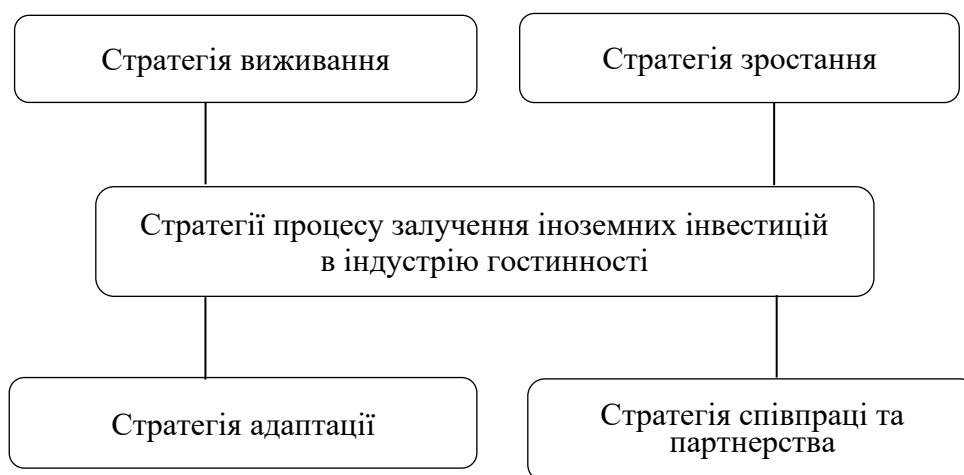 Стратегія виживання
Стратегія зростання
Стратегії процесу залучення іноземних інвестицій
в індустрію гостинності
Стратегія адаптації
Стратегія співпраці та
партнерства